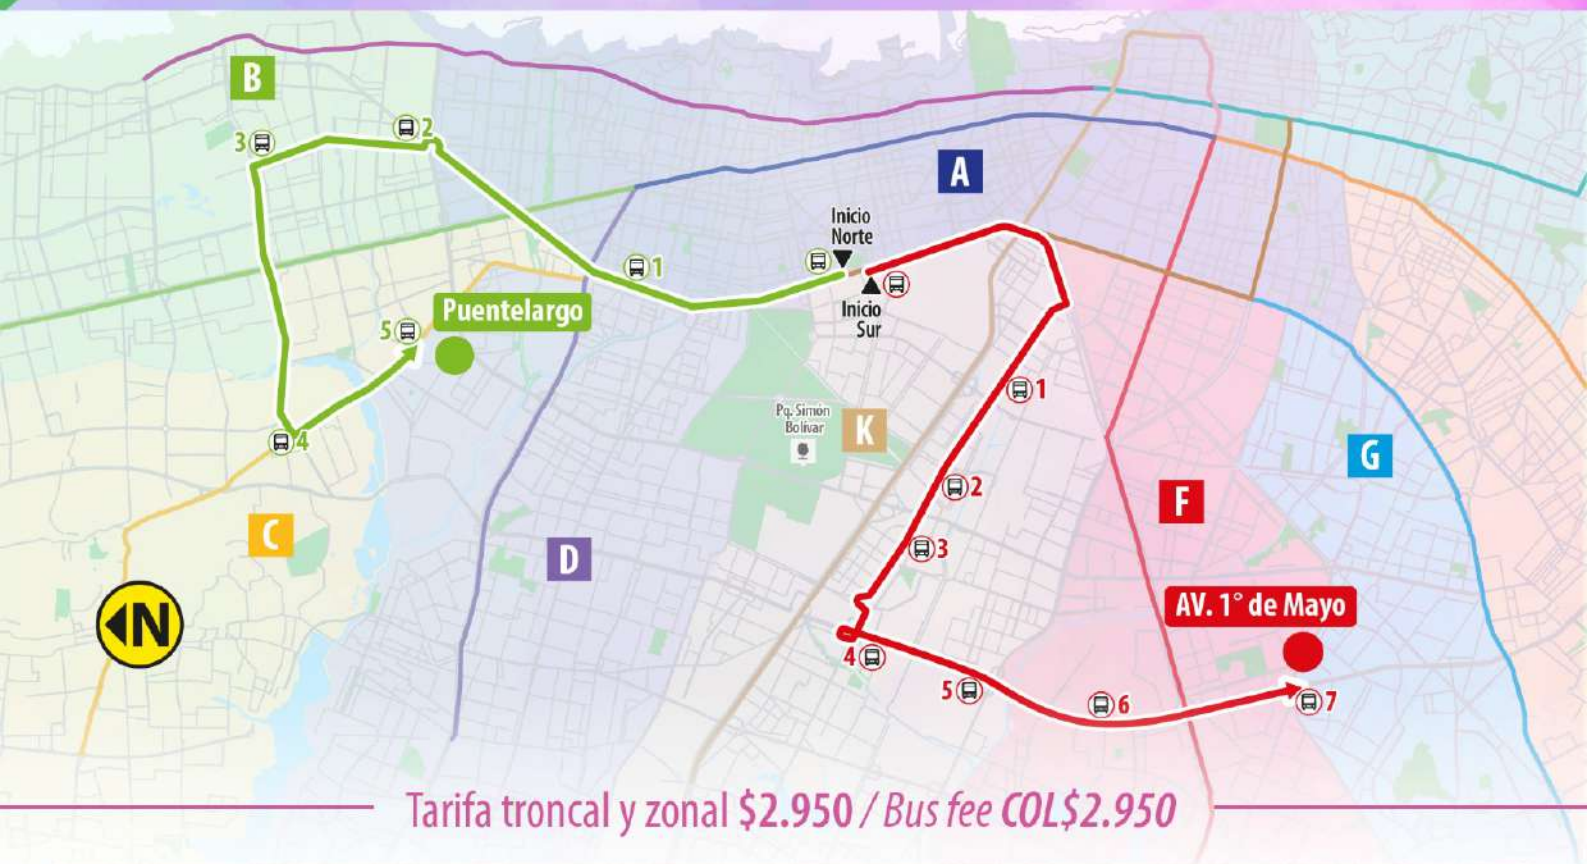 B
2
3
A
Inicio
Norte
1
Inicio
Sur
Puentelargo
5
1
Pq. Simón
Bolívar
K
4
G
2
F
C
3
D
N
AV. 1° de Mayo
4
5
6
7
Tarifa troncal y zonal $2.950 / Bus fee COL$2.950